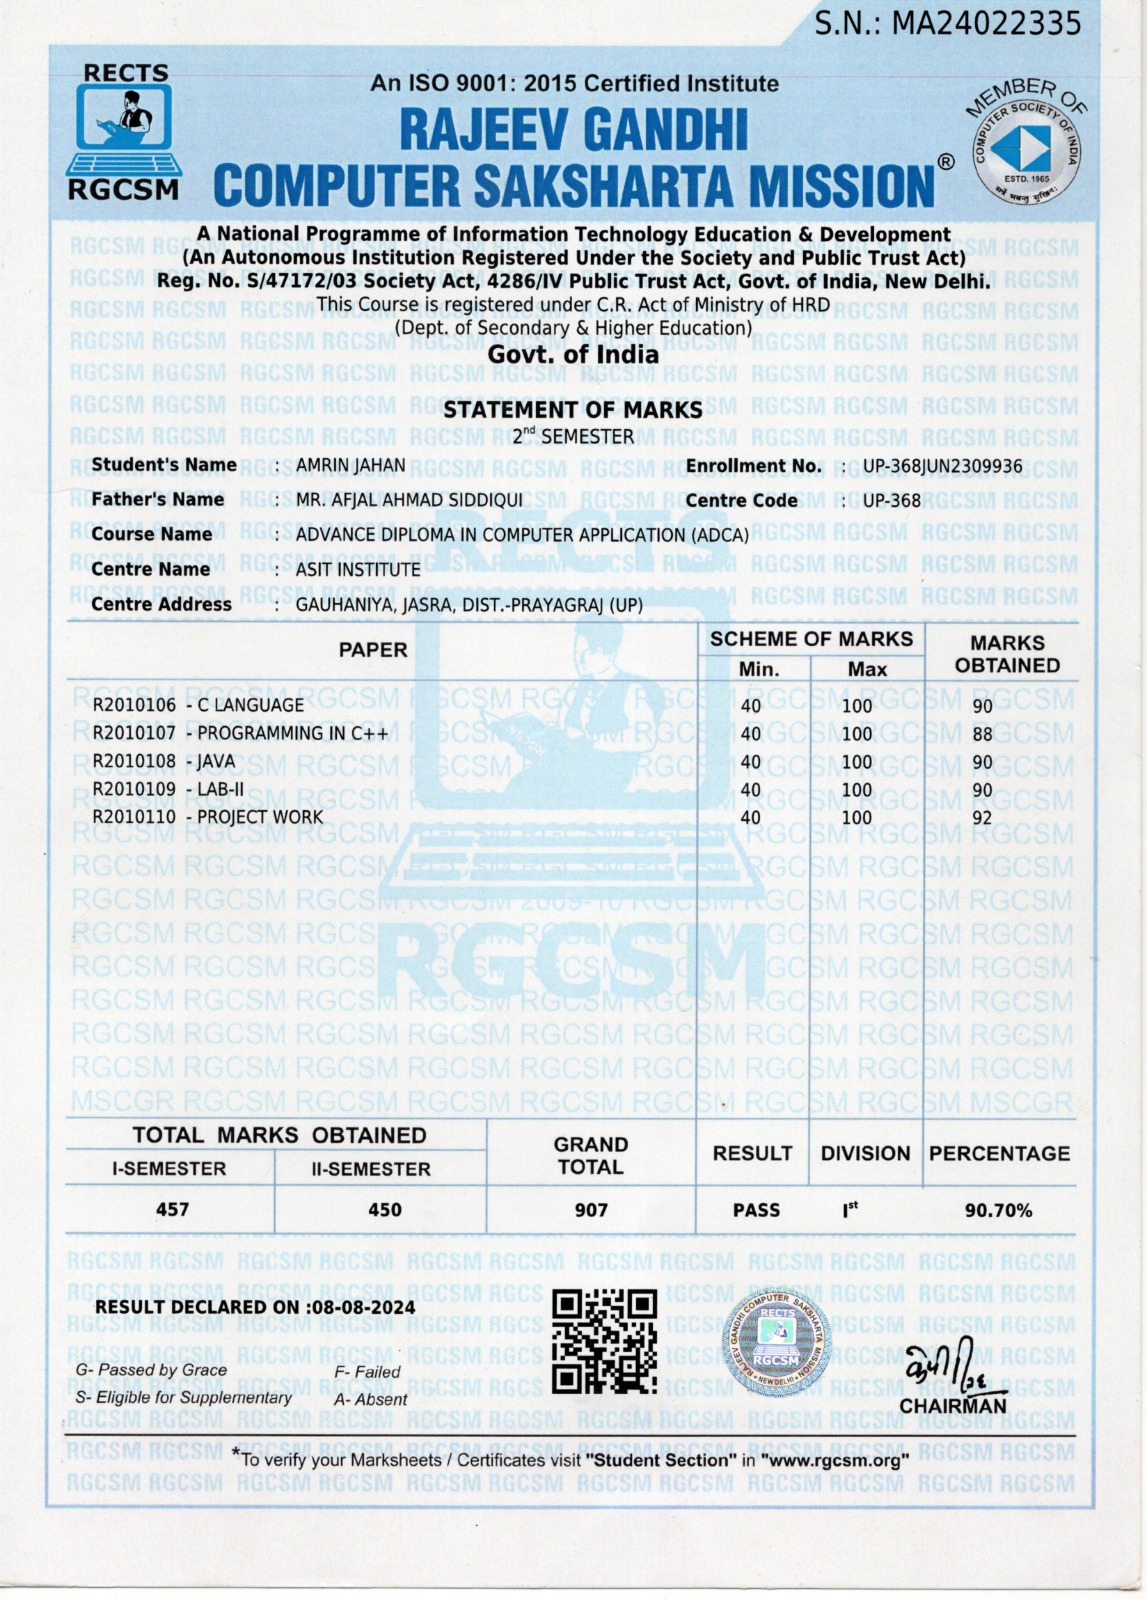 S.N.: MA24022335
RECTS
RGCSM
An ISO 9001: 2015 Certified Institute
RAJEEV GANDHI
COMPUTER SAKSHARTA MISSION®
MEMBER OF
COMPUTER SOCIETY OF INDIA
ESTD. 1965
A National Programme of Information Technology Education & Development
(An Autonomous Institution Registered Under the Society and Public Trust Act)
Reg. No. S/47172/03 Society Act, 4286/IV Public Trust Act, Govt. of India, New Delhi.
This Course is registered under C.R. Act of Ministry of HRD
(Dept. of Secondary & Higher Education)
Govt. of India
STATEMENT OF MARKS
2nd SEMESTER
Student's Name : AMRIN JAHAN Enrollment No. : UP-368JUN2309936
Father's Name : MR. AFJAL AHMAD SIDDIQUI Centre Code : UP-368
Course Name : ADVANCE DIPLOMA IN COMPUTER APPLICATION (ADCA)
Centre Name : ASIT INSTITUTE
Centre Address : GAUHANIYA, JASRA, DIST.-PRAYAGRAJ (UP)
PAPER SCHEME OF MARKS MARKS OBTAINED
Min. Max
R2010106 - C LANGUAGE 40 100 90
R2010107 - PROGRAMMING IN C++ 40 100 88
R2010108 - JAVA 40 100 90
R2010109 - LAB-II 40 100 90
R2010110 - PROJECT WORK 40 100 92
TOTAL MARKS OBTAINED GRAND TOTAL RESULT DIVISION PERCENTAGE
I-SEMESTER II-SEMESTER
457 450 907 PASS Ist 90.70%
RESULT DECLARED ON :08-08-2024
G- Passed by Grace F- Failed
S- Eligible for Supplementary A- Absent
RAJEEV GANDHI COMPUTER SAKSHARTA MISSION
RECTS
RGCSM
NEW DELHI
CHAIRMAN
*To verify your Marksheets / Certificates visit "Student Section" in "www.rgcsm.org"